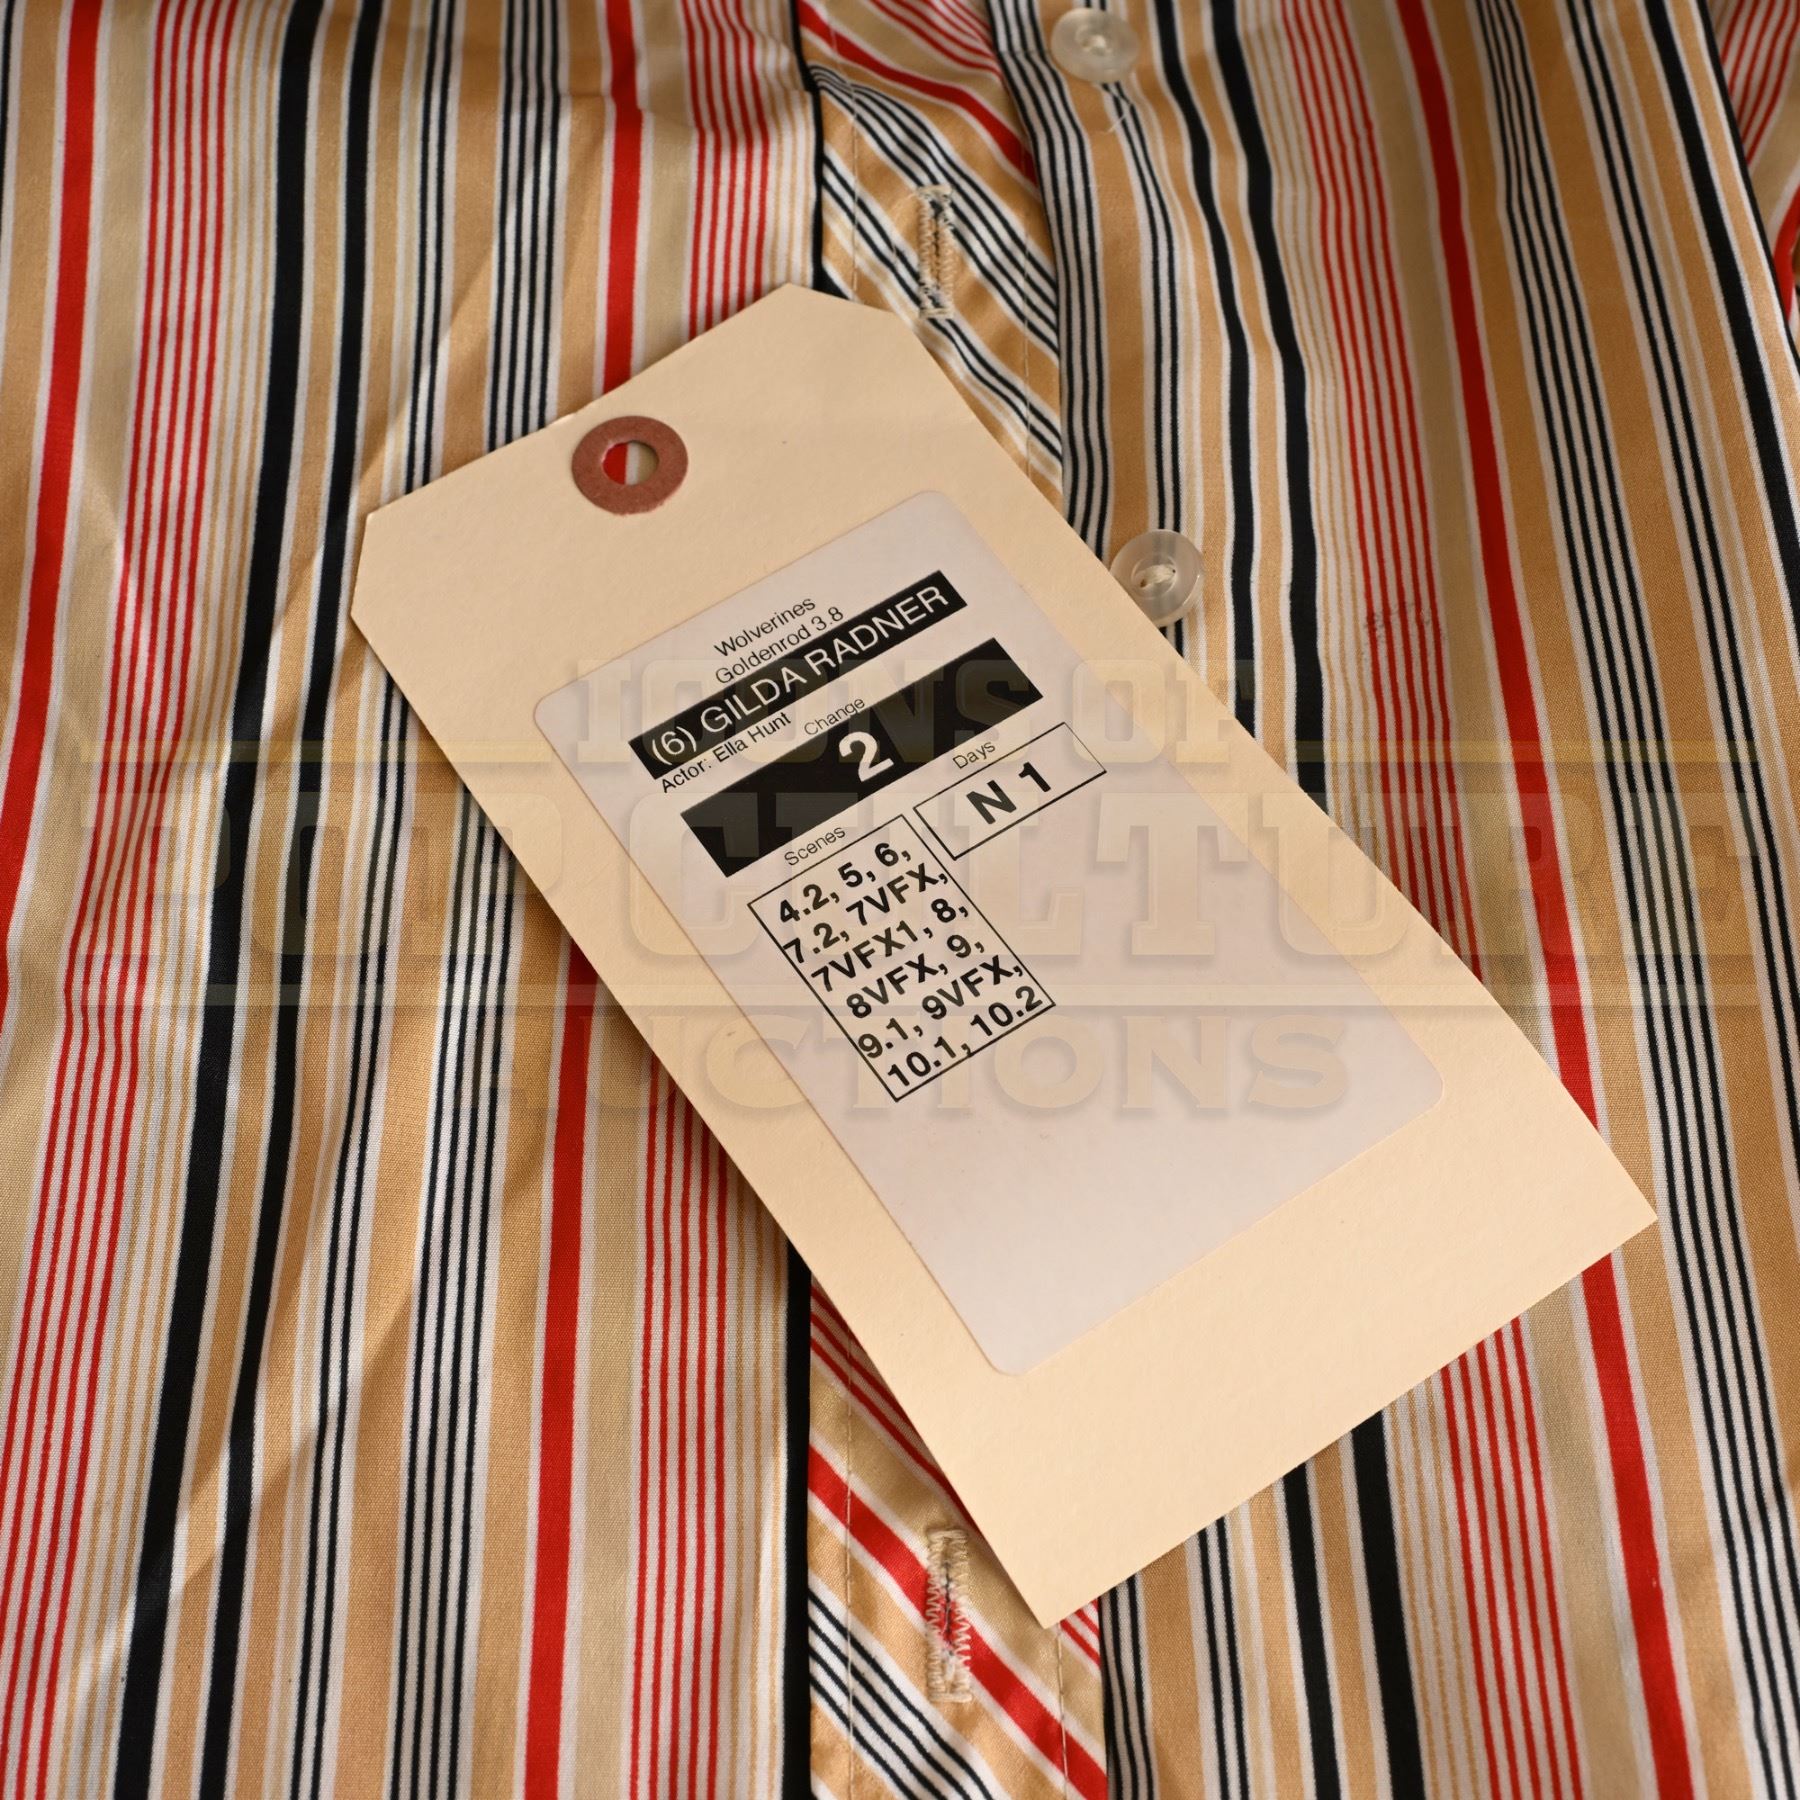 Wolverines
Goldenrod 3.8
(6) GILDA RADNER
Actor: Ella Hunt
Change
2
Scenes
4.2, 5, 6,
7.2, 7VFX,
7VFX1, 8,
8VFX, 9,
9.1, 9VFX,
10.1, 10.2
Days
N 1
ICONS OF
POP CULTURE
AUCTIONS